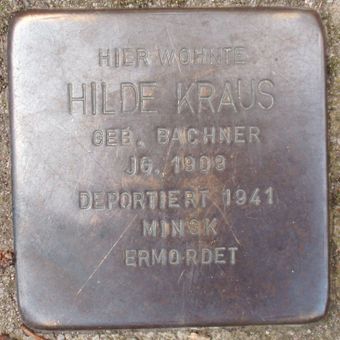 HIER WOHNTE
HILDE KRAUS
GEB. BACHNER
JG. 1909
DEPORTIERT 1941
MINSK
ERMORDET